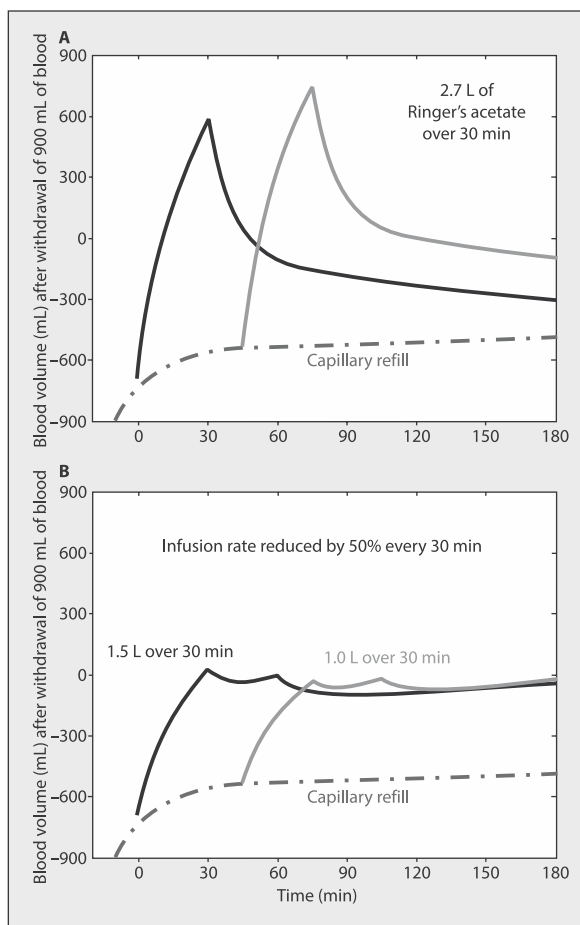 A
Blood volume (mL) after withdrawal of 900 mL of blood
900
600
300
0
−300
−600
−900
2.7 L of
Ringer’s acetate
over 30 min
Capillary refill
0 30 60 90 120 150 180
B
Blood volume (mL) after withdrawal of 900 mL of blood
900
600
300
0
−300
−600
−900
Infusion rate reduced by 50% every 30 min
1.5 L over 30 min
1.0 L over 30 min
Capillary refill
0 30 60 90 120 150 180
Time (min)